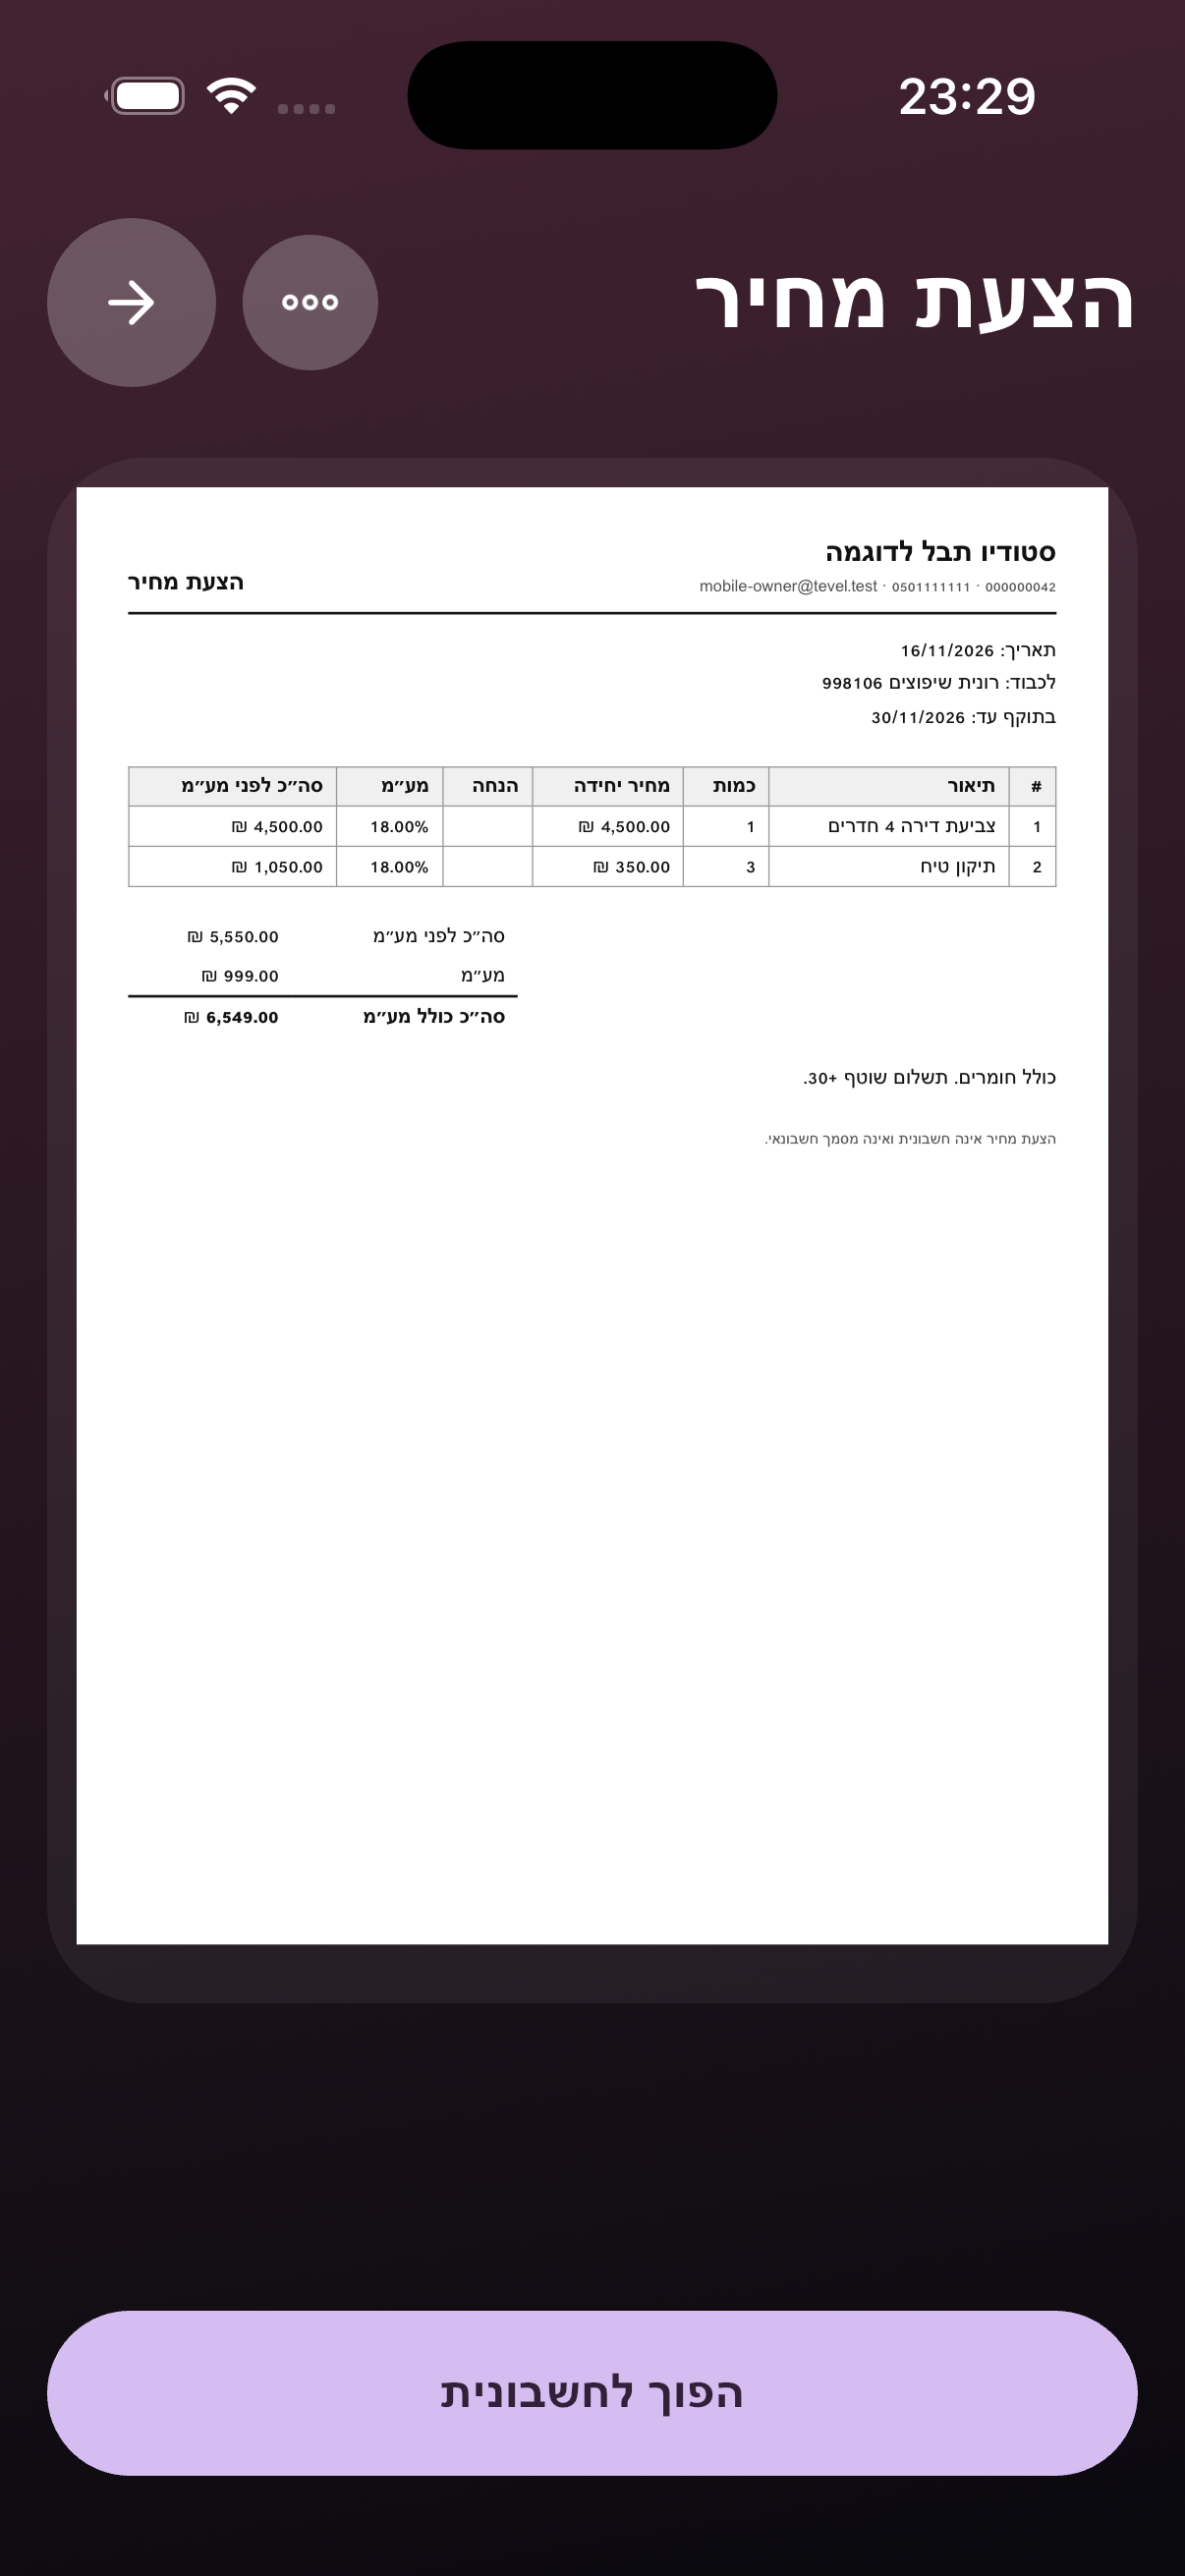 23:29
הצעת מחיר
סטודיו תבל לדוגמה
000000042 · 0501111111 · mobile-owner@tevel.test
הצעת מחיר
תאריך: 16/11/2026
לכבוד: רונית שיפוצים 998106
בתוקף עד: 30/11/2026
# תיאור כמות מחיר יחידה הנחה מע״מ סה״כ לפני מע״מ
1 צביעת דירה 4 חדרים 1 4,500.00 ₪ 18.00% 4,500.00 ₪
2 תיקון טיח 3 350.00 ₪ 18.00% 1,050.00 ₪
סה״כ לפני מע״מ 5,550.00 ₪
מע״מ 999.00 ₪
סה״כ כולל מע״מ 6,549.00 ₪
כולל חומרים. תשלום שוטף +30.
הצעת מחיר אינה חשבונית ואינה מסמך חשבונאי.
הפוך לחשבונית